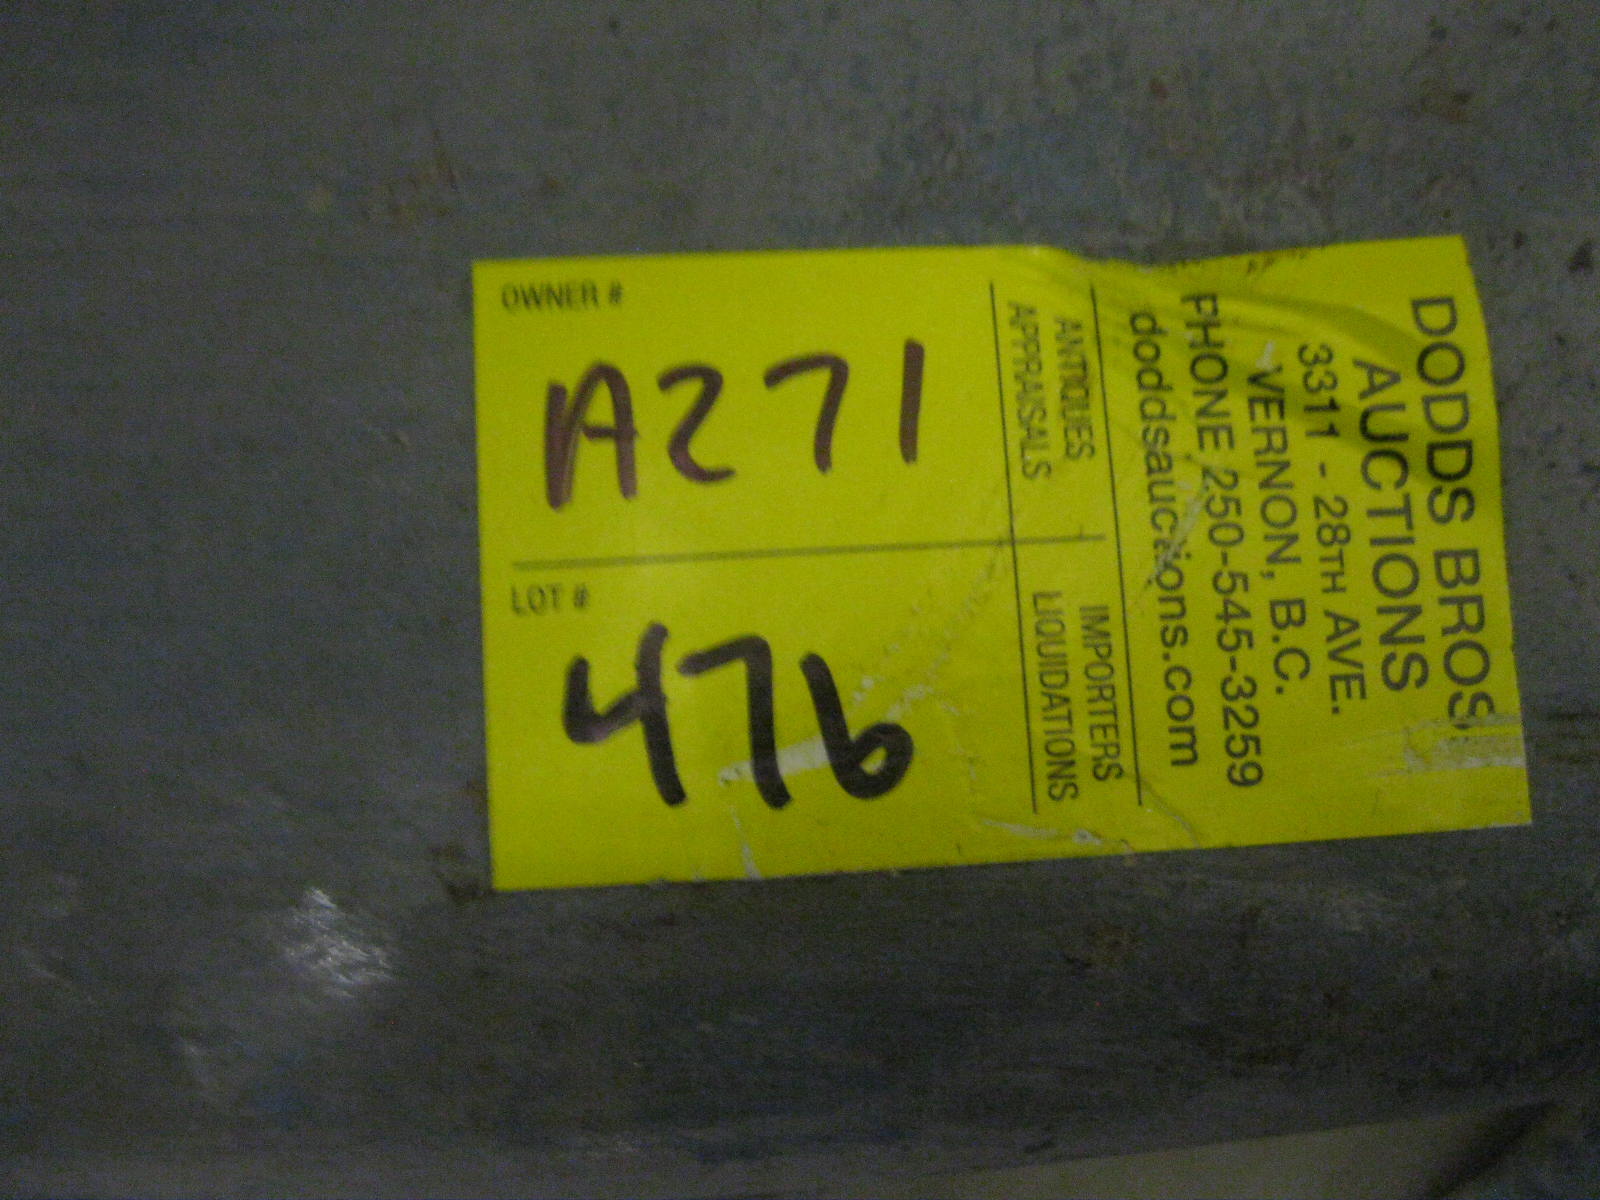 DODDS BROS.
AUCTIONS
3311 - 28TH AVE.
VERNON, B.C.
PHONE 250-545-3259
doddsauctions.com
ANTIQUES
APPRAISALS
IMPORTERS
LIQUIDATIONS
OWNER #
A271
LOT #
476